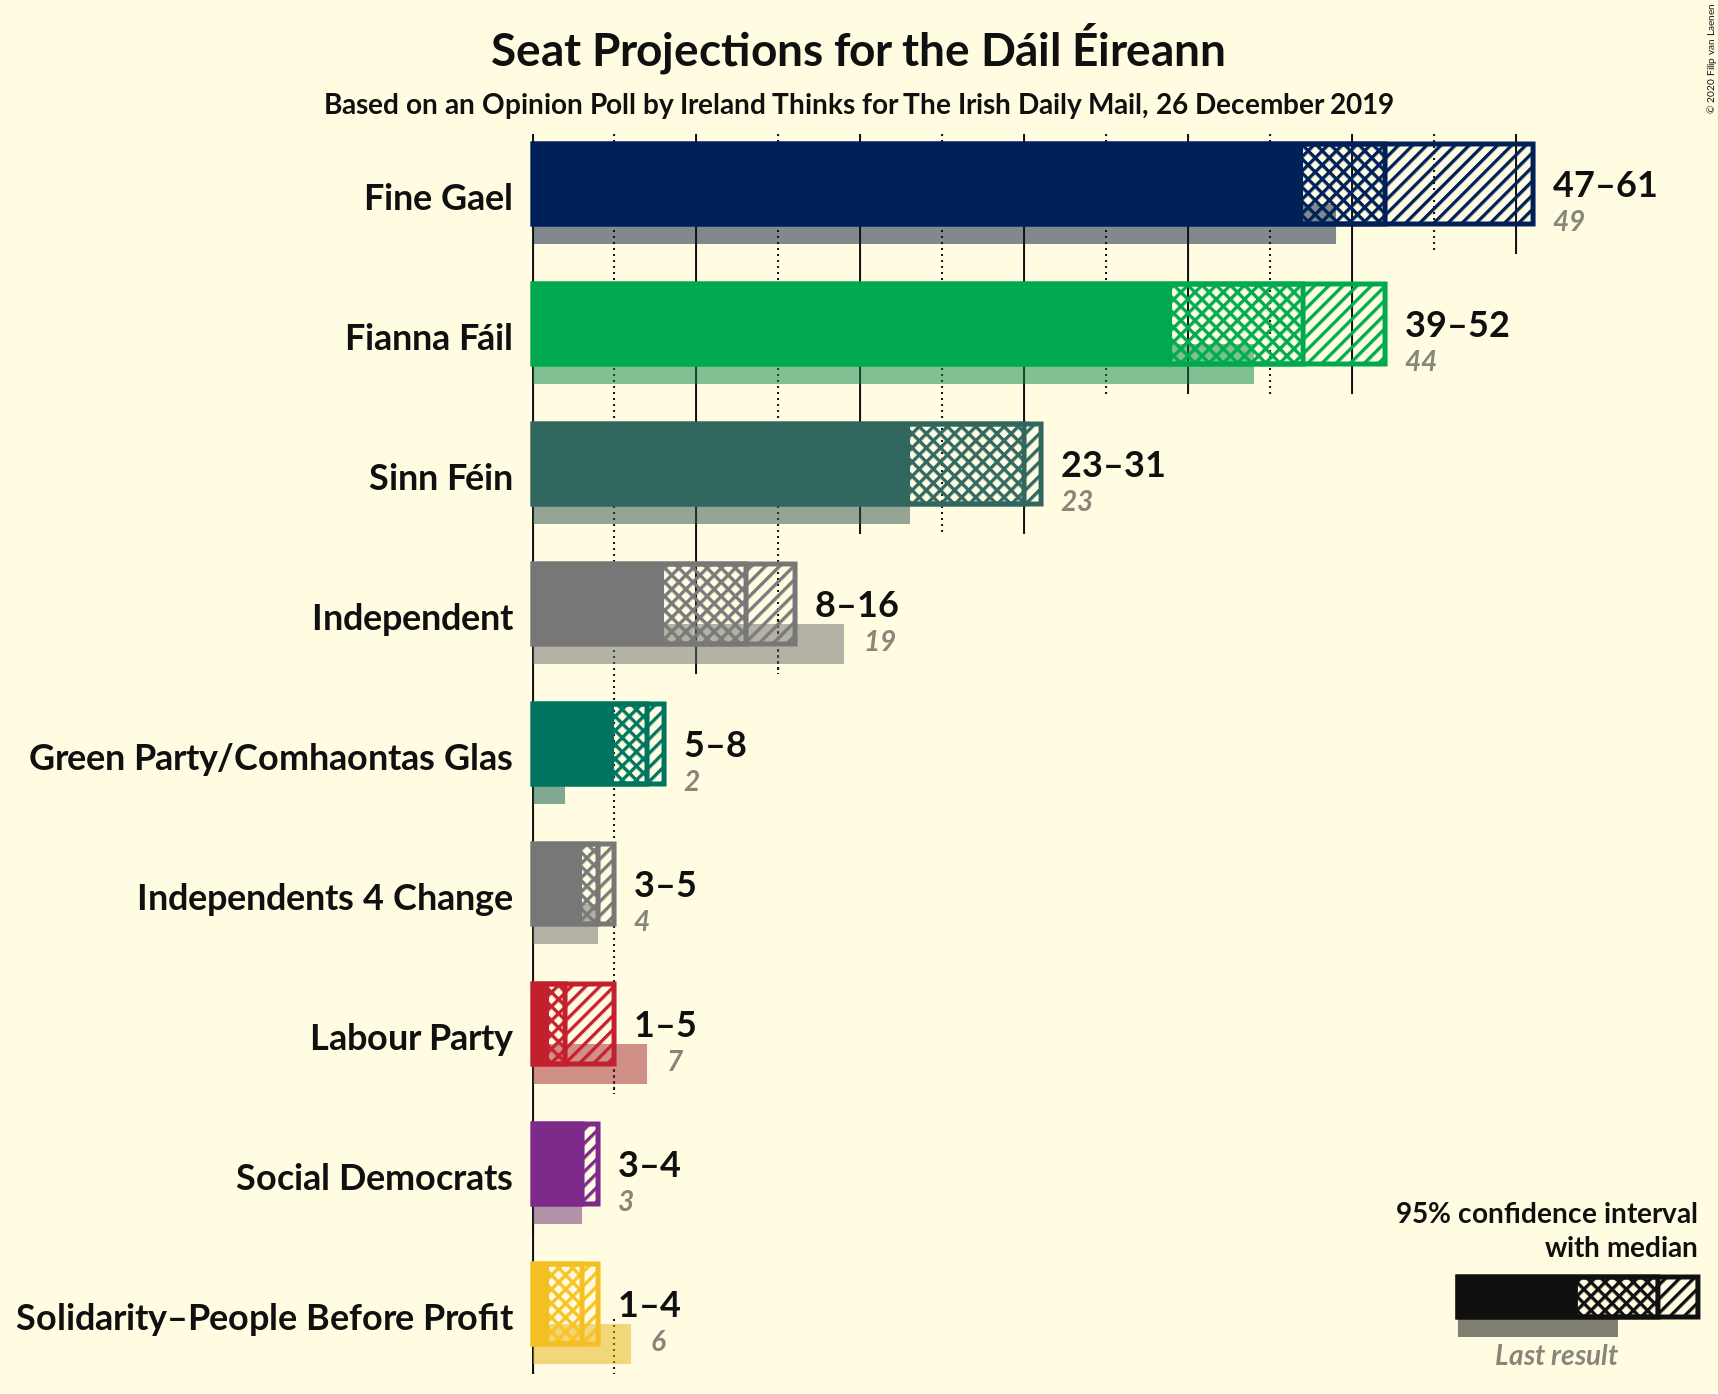 Seat Projections for the Dáil Éireann
Based on an Opinion Poll by Ireland Thinks for The Irish Daily Mail, 26 December 2019
© 2020 Filip van Laenen
Fine Gael
47–61
49
Fianna Fáil
39–52
44
Sinn Féin
23–31
23
Independent
8–16
19
Green Party/Comhaontas Glas
5–8
2
Independents 4 Change
3–5
4
Labour Party
1–5
7
Social Democrats
3–4
3
Solidarity–People Before Profit
1–4
6
95% confidence interval
with median
Last result